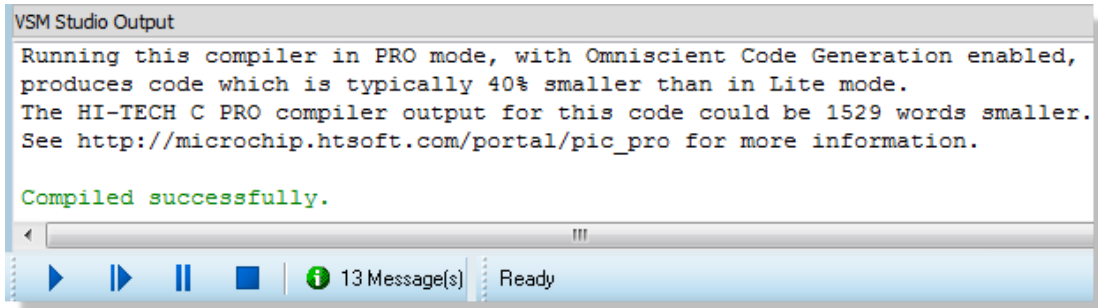 VSM Studio Output
Running this compiler in PRO mode, with Omniscient Code Generation enabled,
produces code which is typically 40% smaller than in Lite mode.
The HI-TECH C PRO compiler output for this code could be 1529 words smaller.
See http://microchip.htsoft.com/portal/pic_pro for more information.
Compiled successfully.
13 Message(s) Ready